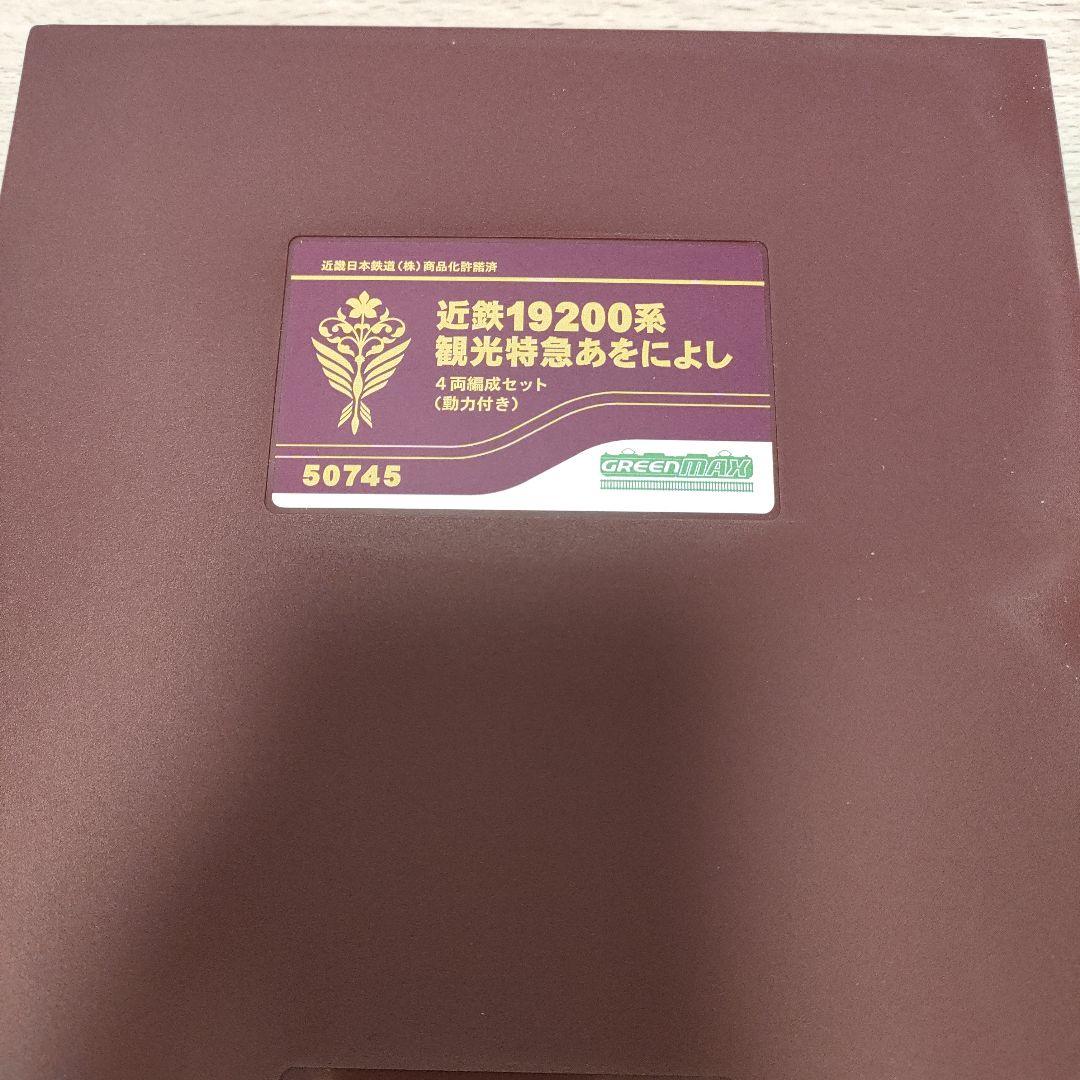 近畿日本鉄道(株)商品化許諾済
近鉄19200系
観光特急あをによし
4両編成セット
(動力付き)
50745
GREENMAX